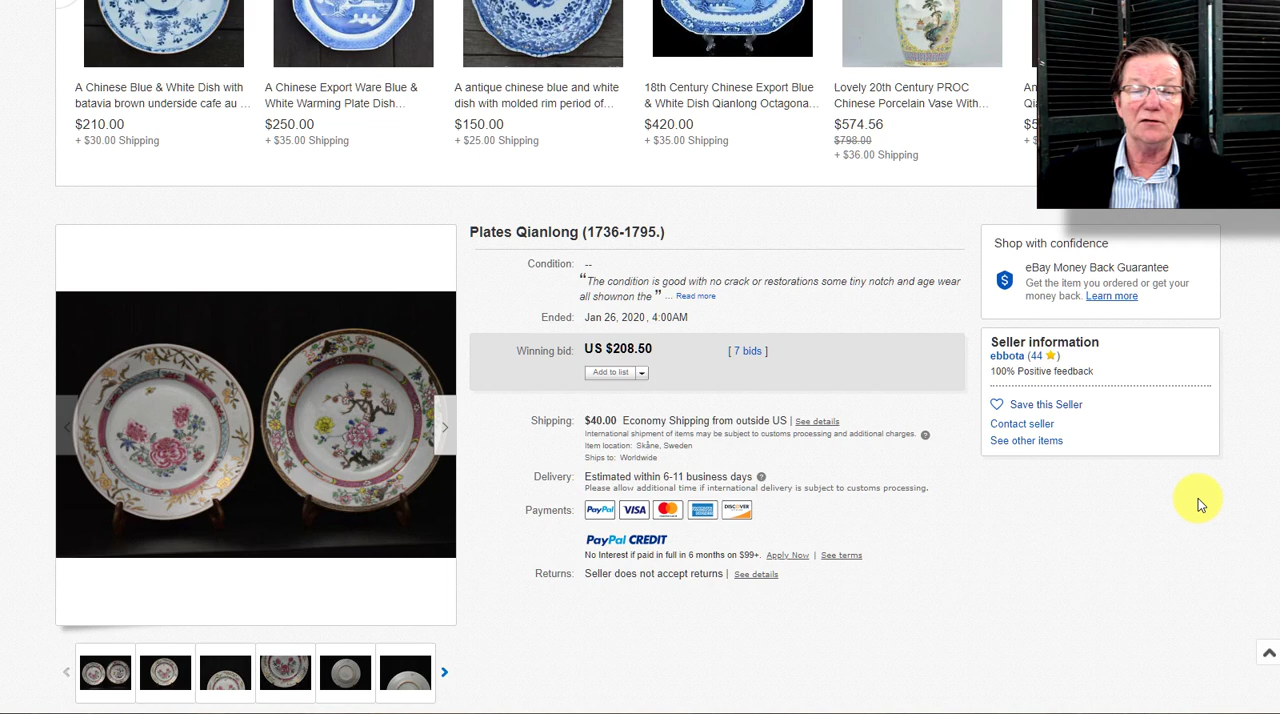 A Chinese Blue & White Dish with
batavia brown underside cafe au ...
$210.00
+ $30.00 Shipping
A Chinese Export Ware Blue &
White Warming Plate Dish...
$250.00
+ $35.00 Shipping
A antique chinese blue and white
dish with molded rim period of...
$150.00
+ $25.00 Shipping
18th Century Chinese Export Blue
& White Dish Qianlong Octagona...
$420.00
+ $35.00 Shipping
Lovely 20th Century PROC
Chinese Porcelain Vase With...
$574.56
$798.00
+ $36.00 Shipping
Plates Qianlong (1736-1795.)
Condition: --
“The condition is good with no crack or restorations some tiny notch and age wear
all shownon the ” ... Read more
Ended: Jan 26, 2020 , 4:00AM
Winning bid: US $208.50 [ 7 bids ]
Add to list
Shipping: $40.00 Economy Shipping from outside US | See details
International shipment of items may be subject to customs processing and additional charges. ?
Item location: Skåne, Sweden
Ships to: Worldwide
Delivery: Estimated within 6-11 business days ?
Please allow additional time if international delivery is subject to customs processing.
Payments: PayPal VISA MasterCard AMERICAN EXPRESS DISCOVER
PayPal CREDIT
No Interest if paid in full in 6 months on $99+. Apply Now | See terms
Returns: Seller does not accept returns | See details
Shop with confidence
eBay Money Back Guarantee
Get the item you ordered or get your
money back. Learn more
Seller information
ebbota (44 )
100% Positive feedback
Save this Seller
Contact seller
See other items